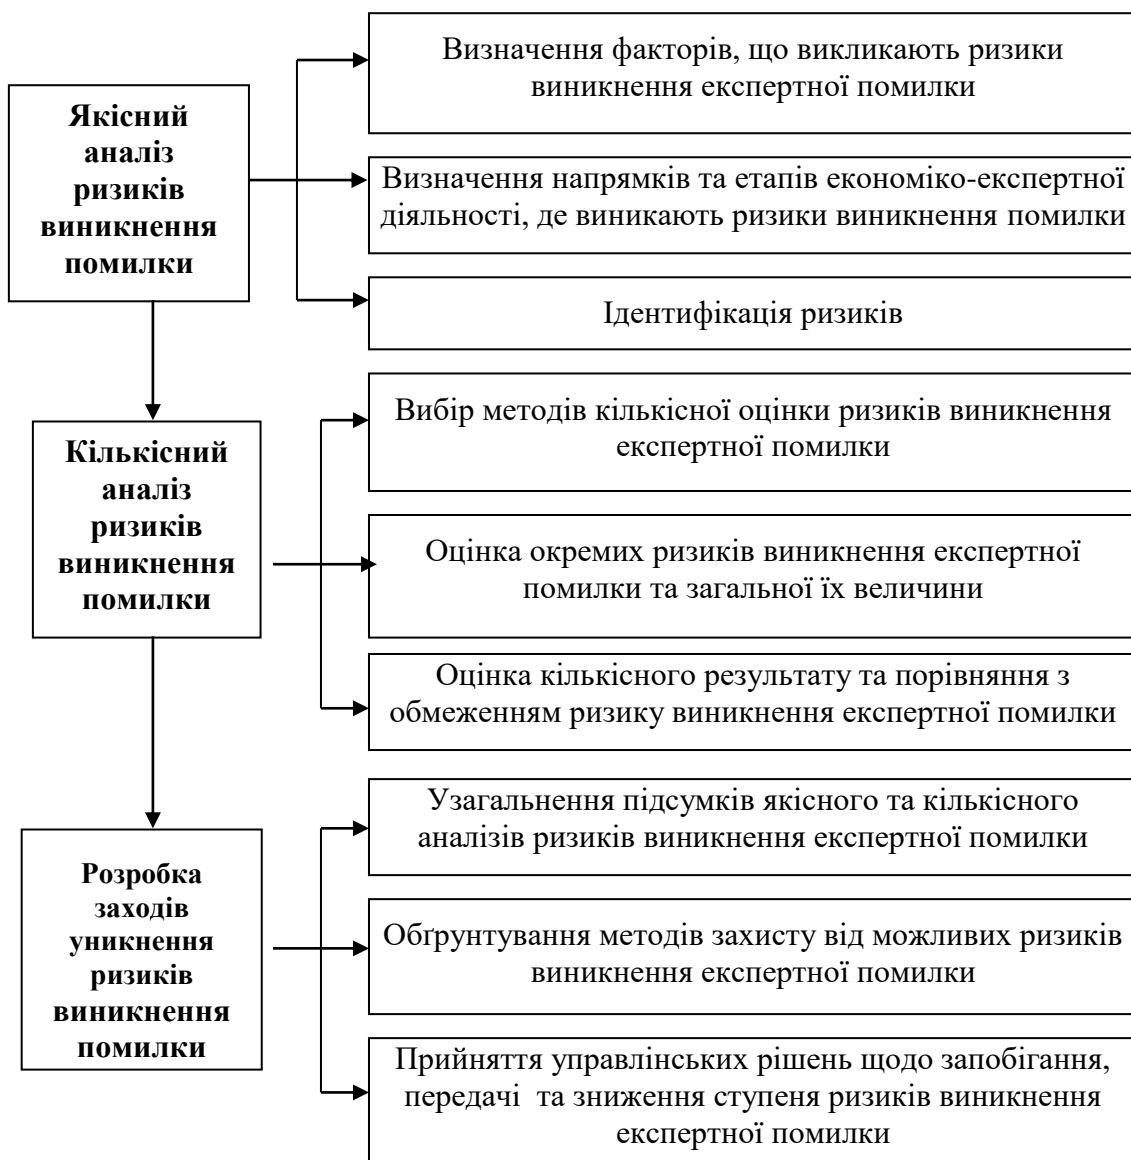 Якісний
аналіз
ризиків
виникнення
помилки
Визначення факторів, що викликають ризики
виникнення експертної помилки
Визначення напрямків та етапів економіко-експертної
діяльності, де виникають ризики виникнення помилки
Ідентифікація ризиків
Кількісний
аналіз
ризиків
виникнення
помилки
Вибір методів кількісної оцінки ризиків виникнення
експертної помилки
Оцінка окремих ризиків виникнення експертної
помилки та загальної їх величини
Оцінка кількісного результату та порівняння з
обмеженням ризику виникнення експертної помилки
Розробка
заходів
уникнення
ризиків
виникнення
помилки
Узагальнення підсумків якісного та кількісного
аналізів ризиків виникнення експертної помилки
Обґрунтування методів захисту від можливих ризиків
виникнення експертної помилки
Прийняття управлінських рішень щодо запобігання,
передачі та зниження ступеня ризиків виникнення
експертної помилки